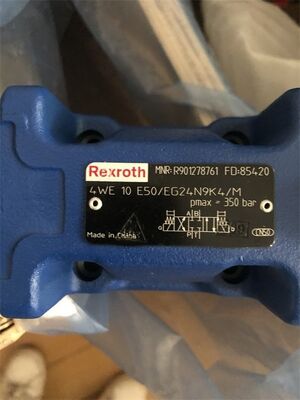 Rexroth MNR:R901278761 FD:85420
4WE 10 E50/EG24N9K4/M
pmax = 350 bar
A B
P T
Made in China